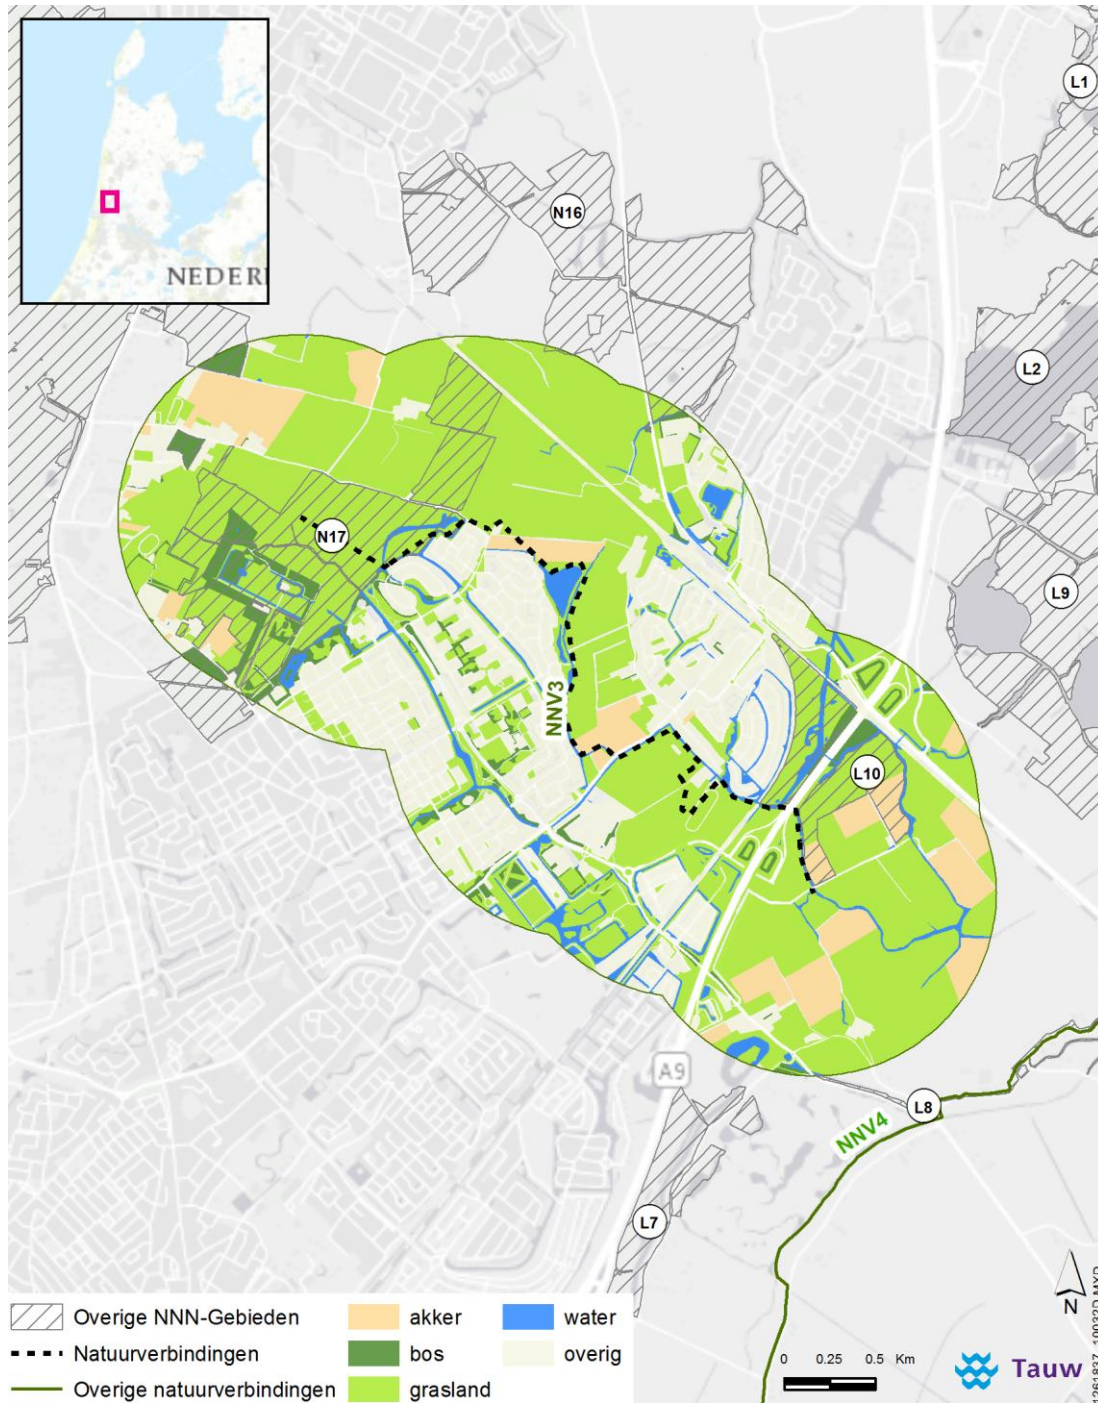 NEDERI
L1
N16
L2
N17
L9
NNV3
L10
A9
L8
NNV4
L7
N
Overige NNN-Gebieden
Natuurverbindingen
Overige natuurverbindingen
akker
bos
grasland
water
overig
0 0.25 0.5 Km
Tauw